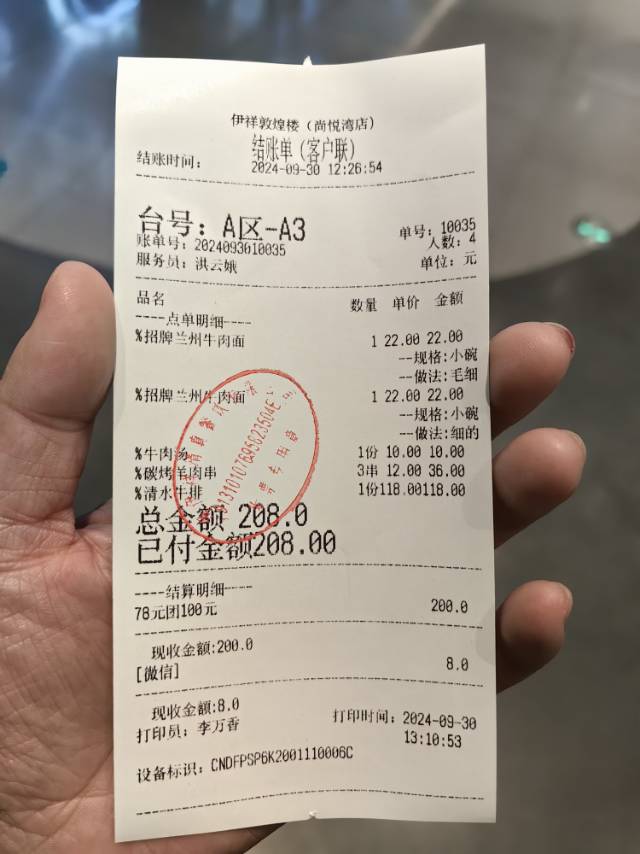 伊祥敦煌楼（尚悦湾店）
结账单（客户联）
结账时间： 2024-09-30 12:26:54
台号：A区-A3
单号：10035
账单号：2024093010035
人数：4
服务员：洪云娥
单位：元
品名 数量 单价 金额
----点单明细----
%招牌兰州牛肉面 1 22.00 22.00
--规格:小碗
--做法:毛细
%招牌兰州牛肉面 1 22.00 22.00
--规格:小碗
--做法:细的
%牛肉汤 1份 10.00 10.00
%碳烤羊肉串 3串 12.00 36.00
%清水牛排 1份118.00118.00
总金额 208.0
已付金额208.00
----结算明细----
78元团100元 200.0
现收金额:200.0
[微信] 8.0
现收金额:8.0
打印员：李万香
打印时间：2024-09-30
13:10:53
设备标识：CNDFPSP6K2001110006C